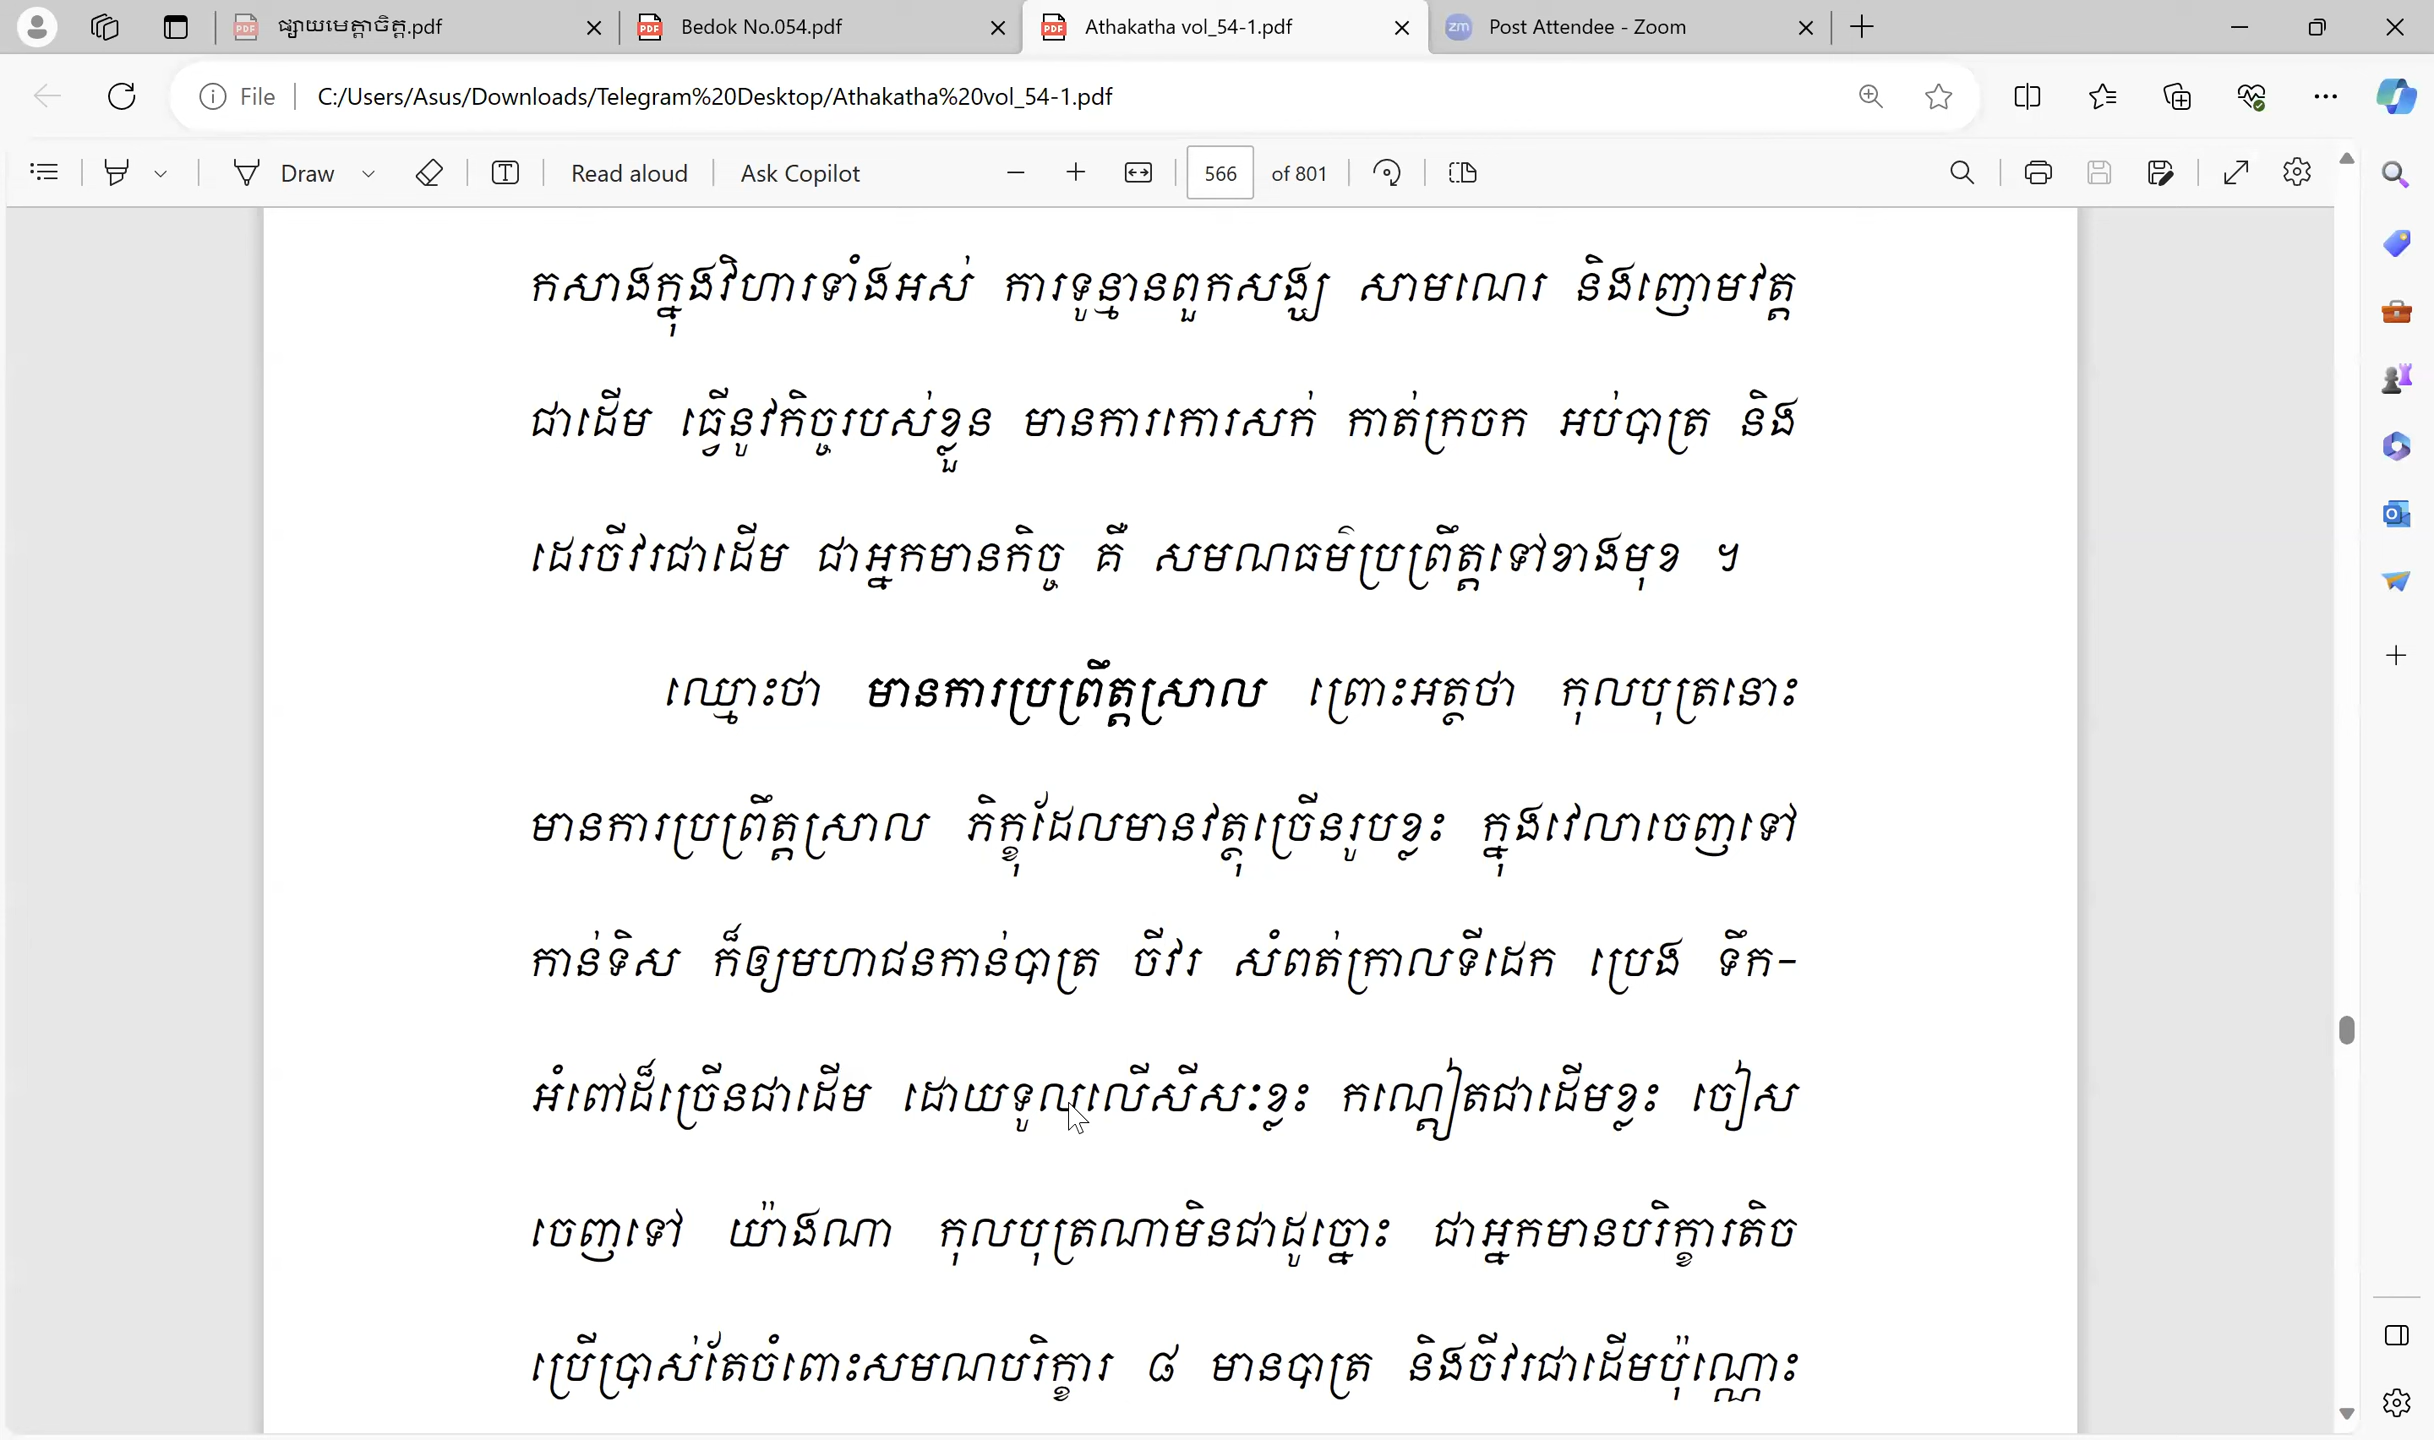 ផ្សាយមេត្តាចិត្ត.pdf
Bedok No.054.pdf
Athakatha vol_54-1.pdf
Post Attendee - Zoom
File
C:/Users/Asus/Downloads/Telegram%20Desktop/Athakatha%20vol_54-1.pdf
Draw
Read aloud
Ask Copilot
566 of 801
កសាងក្នុងវិហារទាំងអស់ ការទូន្មានពួកសង្ឃ សាមណេរ និងញោមវត្ត
ជាដើម ធ្វើនូវកិច្ចរបស់ខ្លួន មានការកោរសក់ កាត់ក្រចក អប់បាត្រ និង
ដេរចីវរជាដើម ជាអ្នកមានកិច្ច គឺ សមណធម៌ប្រព្រឹត្តទៅខាងមុខ ។
ឈ្មោះថា មានការប្រព្រឹត្តស្រាល ព្រោះអត្ថថា កុលបុត្រនោះ
មានការប្រព្រឹត្តស្រាល ភិក្ខុដែលមានវត្ថុច្រើនរូបខ្លះ ក្នុងវេលាចេញទៅ
កាន់ទិស ក៏ឲ្យមហាជនកាន់បាត្រ ចីវរ សំពត់ក្រាលទីដេក ប្រេង ទឹក-
អំពៅដ៏ច្រើនជាដើម ដោយទូលលើសីសៈខ្លះ កណ្តៀតជាដើមខ្លះ ចៀស
ចេញទៅ យ៉ាងណា កុលបុត្រណាមិនជាដូច្នោះ ជាអ្នកមានបរិក្ខារតិច
ប្រើប្រាស់តែចំពោះសមណបរិក្ខារ ៨ មានបាត្រ និងចីវរជាដើមប៉ុណ្ណោះ